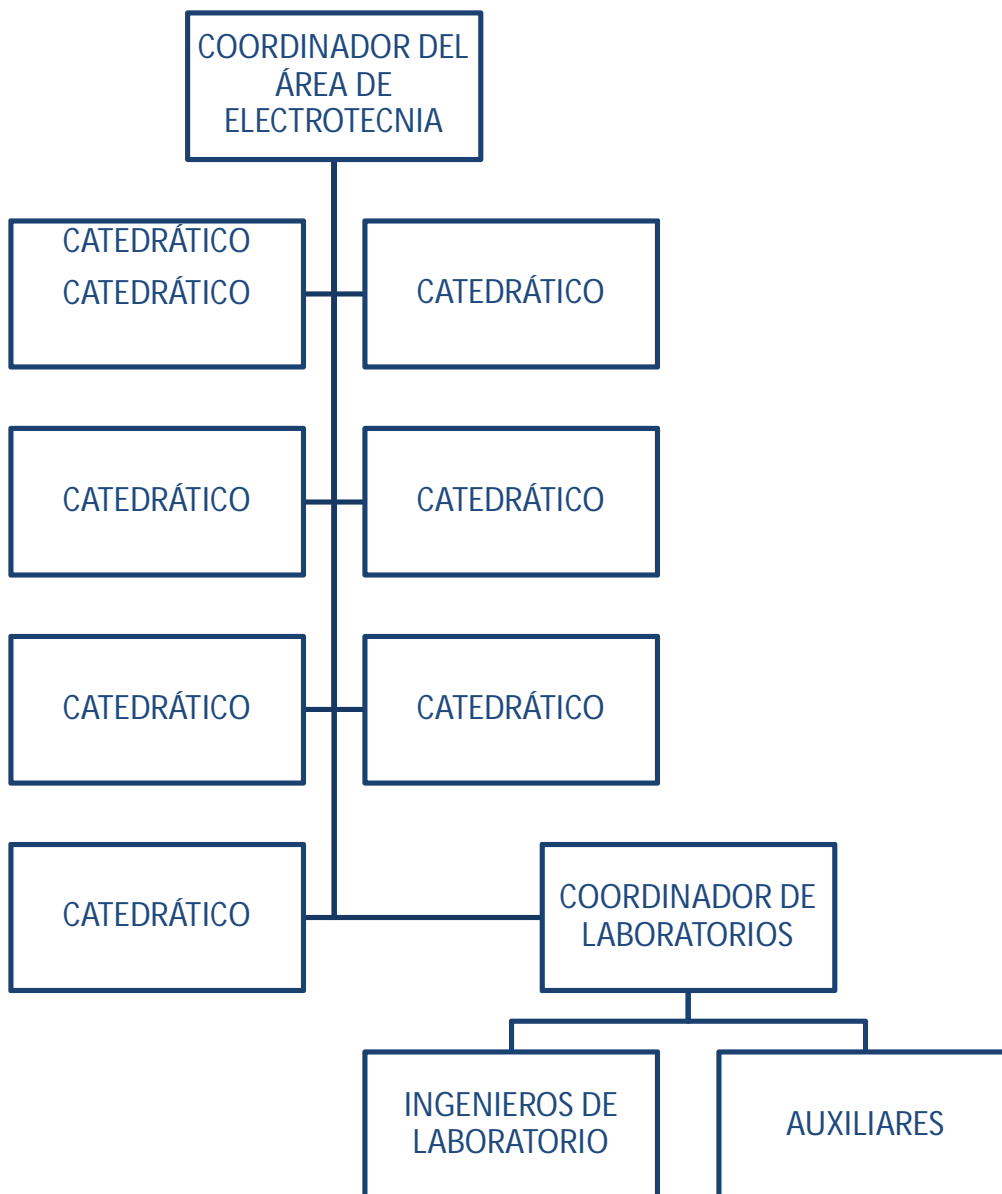 COORDINADOR DEL
ÁREA DE
ELECTROTECNIA
CATEDRÁTICO
CATEDRÁTICO
CATEDRÁTICO
CATEDRÁTICO
CATEDRÁTICO
CATEDRÁTICO
CATEDRÁTICO
CATEDRÁTICO
COORDINADOR DE
LABORATORIOS
INGENIEROS DE
LABORATORIO
AUXILIARES